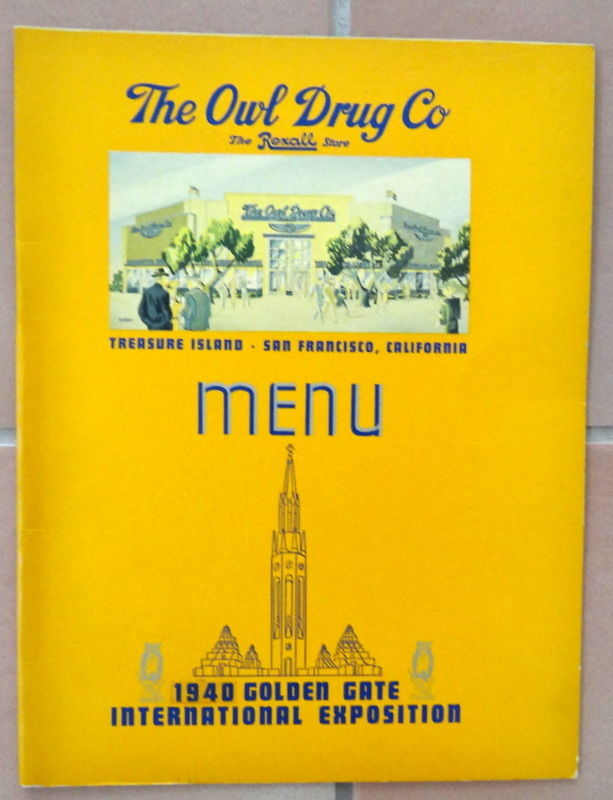 The Owl Drug Co
The Rexall Store
The Owl Drug Co.
TREASURE ISLAND - SAN FRANCISCO, CALIFORNIA
MENU
1940 GOLDEN GATE
INTERNATIONAL EXPOSITION